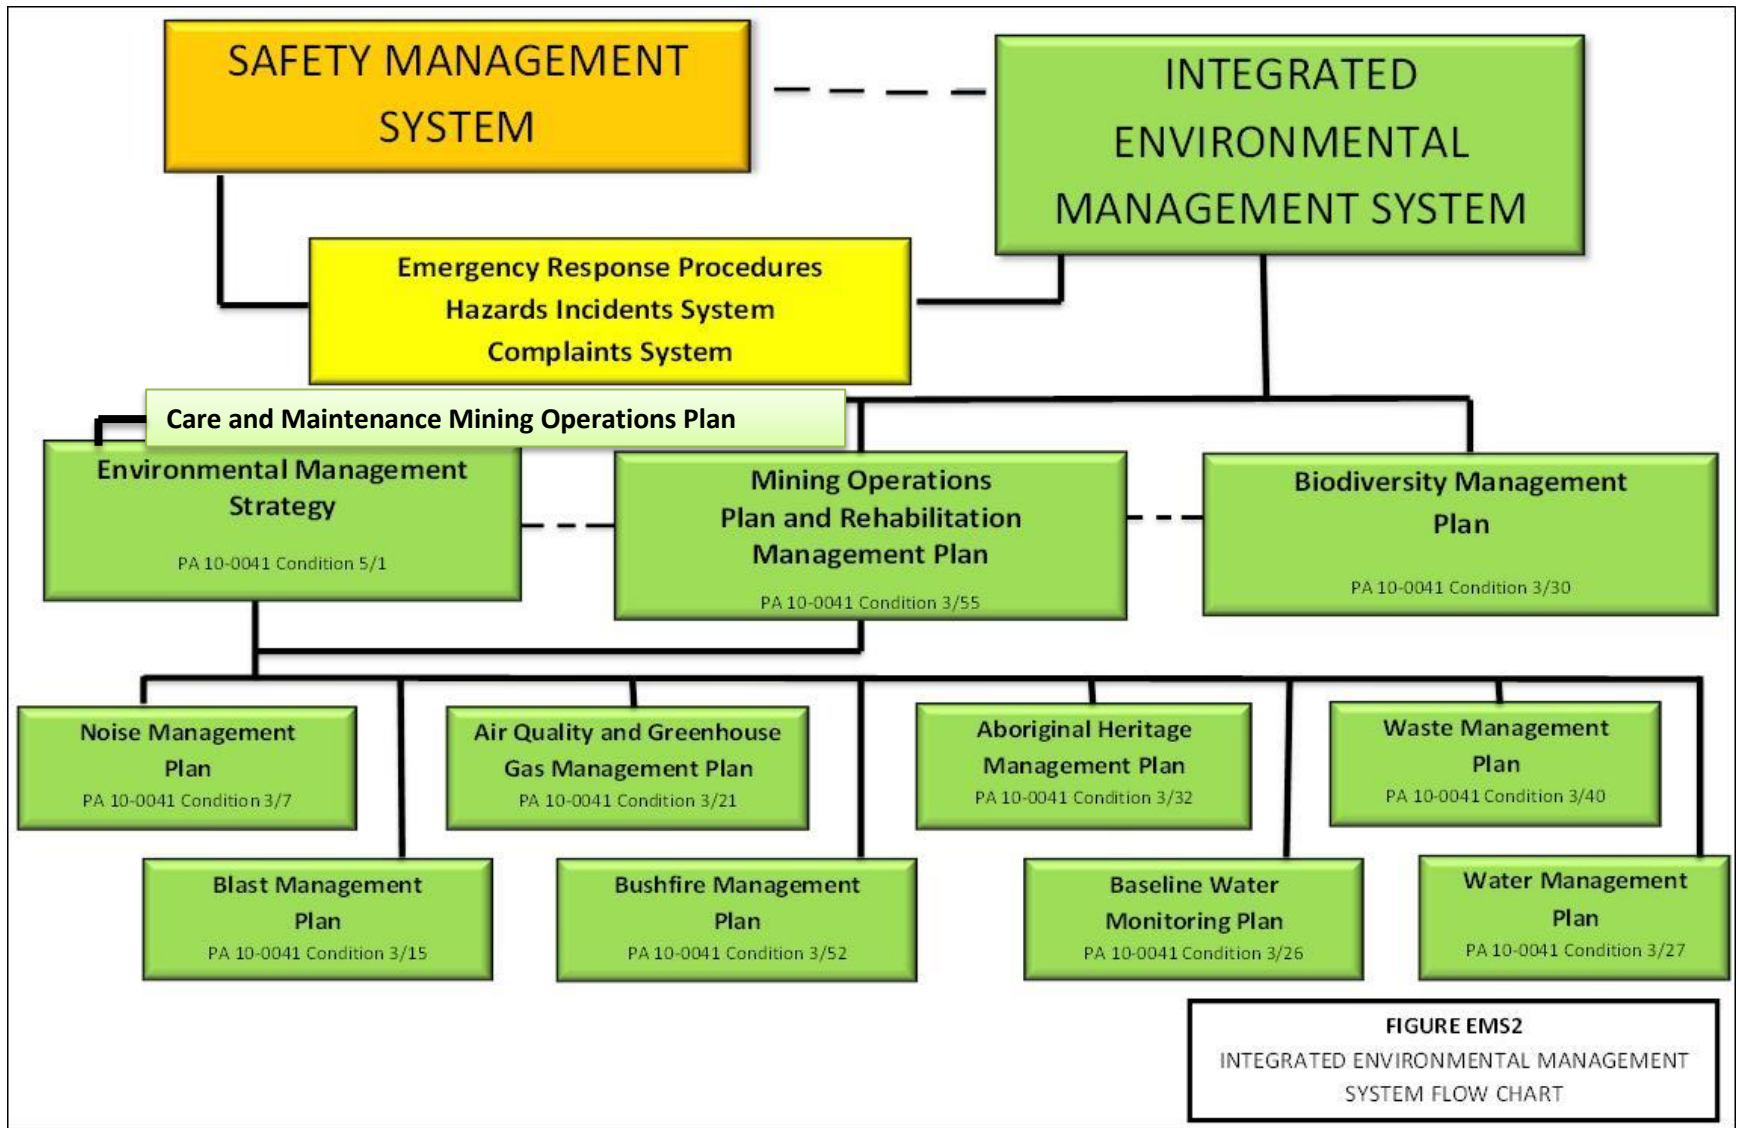 SAFETY MANAGEMENT
SYSTEM
INTEGRATED
ENVIRONMENTAL
MANAGEMENT SYSTEM
Emergency Response Procedures
Hazards Incidents System
Complaints System
Care and Maintenance Mining Operations Plan
Environmental Management
Strategy
PA 10-0041 Condition 5/1
Mining Operations
Plan and Rehabilitation
Management Plan
PA 10-0041 Condition 3/55
Biodiversity Management
Plan
PA 10-0041 Condition 3/30
Noise Management
Plan
PA 10-0041 Condition 3/7
Air Quality and Greenhouse
Gas Management Plan
PA 10-0041 Condition 3/21
Aboriginal Heritage
Management Plan
PA 10-0041 Condition 3/32
Waste Management
Plan
PA 10-0041 Condition 3/40
Blast Management
Plan
PA 10-0041 Condition 3/15
Bushfire Management
Plan
PA 10-0041 Condition 3/52
Baseline Water
Monitoring Plan
PA 10-0041 Condition 3/26
Water Management
Plan
PA 10-0041 Condition 3/27
FIGURE EMS2
INTEGRATED ENVIRONMENTAL MANAGEMENT
SYSTEM FLOW CHART